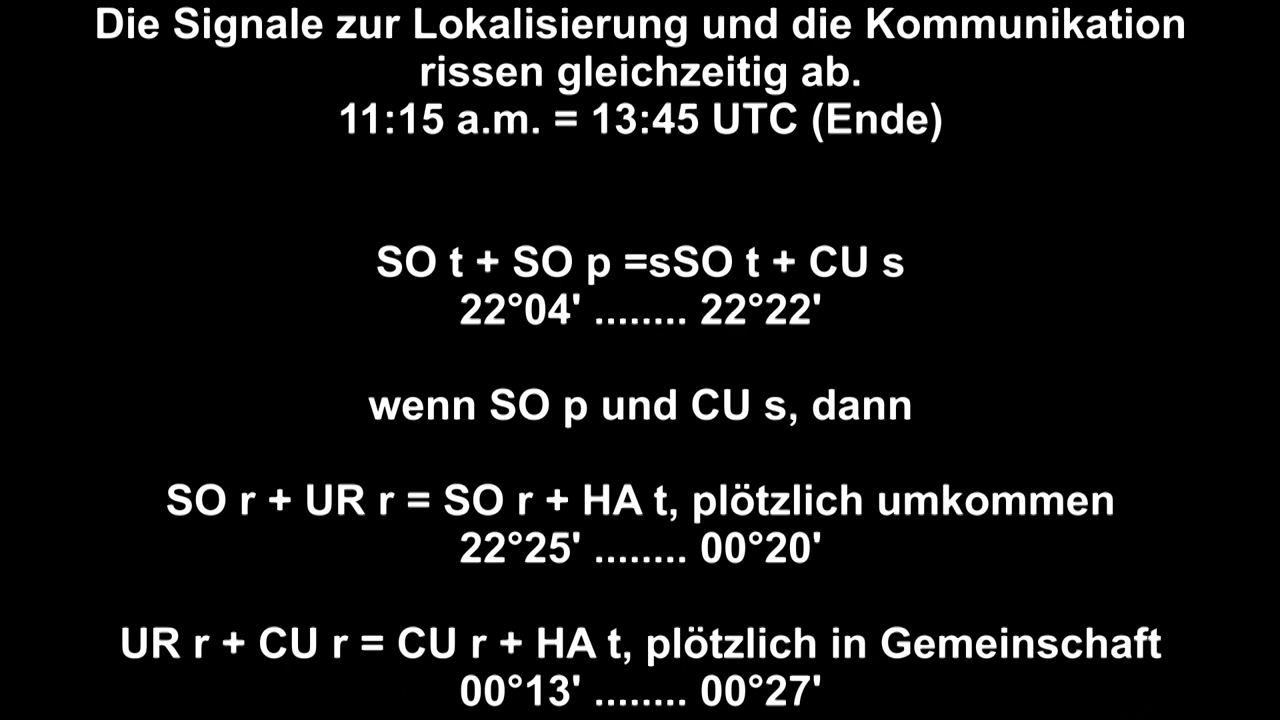 Die Signale zur Lokalisierung und die Kommunikation
rissen gleichzeitig ab.
11:15 a.m. = 13:45 UTC (Ende)
SO t + SO p =sSO t + CU s
22°04' ........ 22°22'
wenn SO p und CU s, dann
SO r + UR r = SO r + HA t, plötzlich umkommen
22°25' ........ 00°20'
UR r + CU r = CU r + HA t, plötzlich in Gemeinschaft
00°13' ........ 00°27'